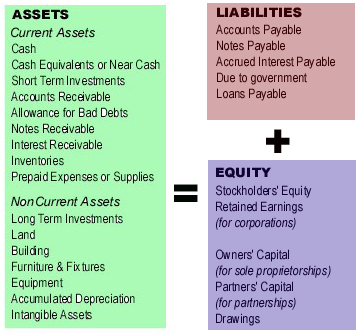 ASSETS
Current Assets
Cash
Cash Equivalents or Near Cash
Short Term Investments
Accounts Receivable
Allowance for Bad Debts
Notes Receivable
Interest Receivable
Inventories
Prepaid Expenses or Supplies
Non Current Assets
Long Term Investments
Land
Building
Furniture & Fixtures
Equipment
Accumulated Depreciation
Intangible Assets
=
LIABILITIES
Accounts Payable
Notes Payable
Accrued Interest Payable
Due to government
Loans Payable
+
EQUITY
Stockholders' Equity
Retained Earnings
(for corporations)
Owners' Capital
(for sole proprietorships)
Partners' Capital
(for partnerships)
Drawings